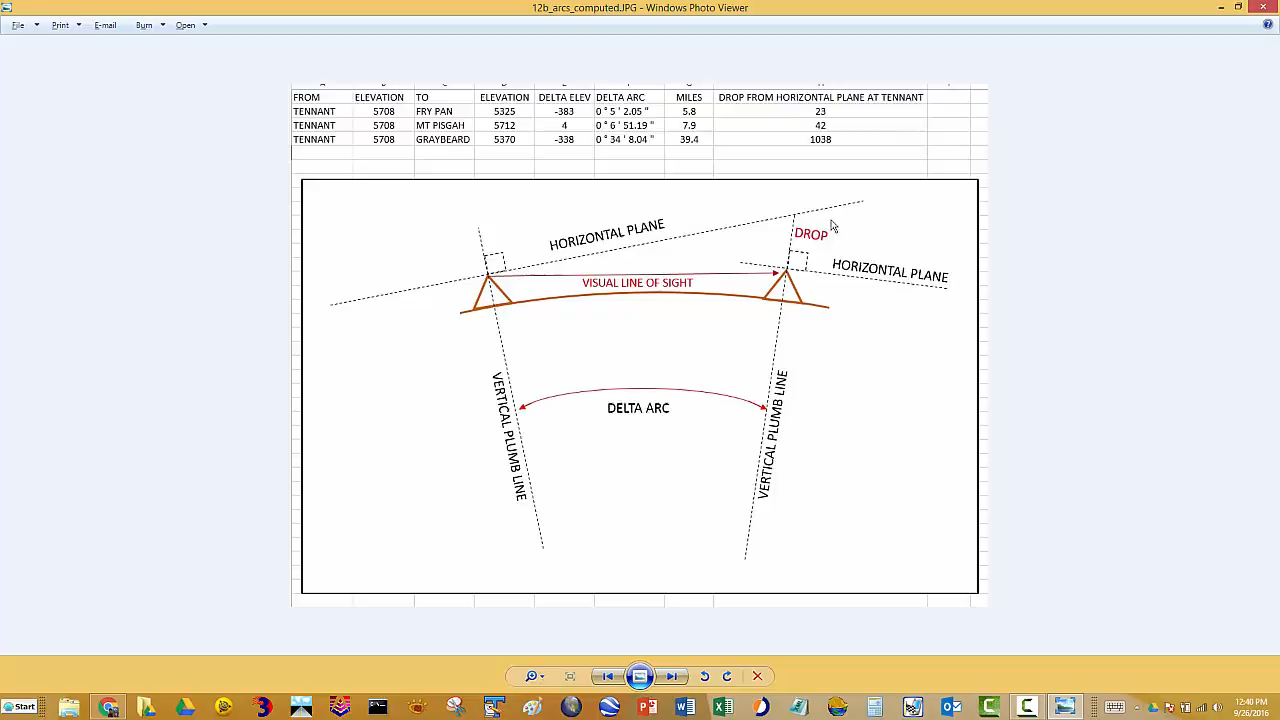 12b_arcs_computed.JPG - Windows Photo Viewer
File Print E-mail Burn Open
FROM ELEVATION TO ELEVATION DELTA ELEV DELTA ARC MILES DROP FROM HORIZONTAL PLANE AT TENNANT
TENNANT 5708 FRY PAN 5325 -383 0 ° 5 ' 2.05 " 5.8 23
TENNANT 5708 MT PISGAH 5712 4 0 ° 6 ' 51.19 " 7.9 42
TENNANT 5708 GRAYBEARD 5370 -338 0 ° 34 ' 8.04 " 39.4 1038
HORIZONTAL PLANE
DROP
HORIZONTAL PLANE
VISUAL LINE OF SIGHT
VERTICAL PLUMB LINE
DELTA ARC
VERTICAL PLUMB LINE
Start
12:40 PM
9/26/2016